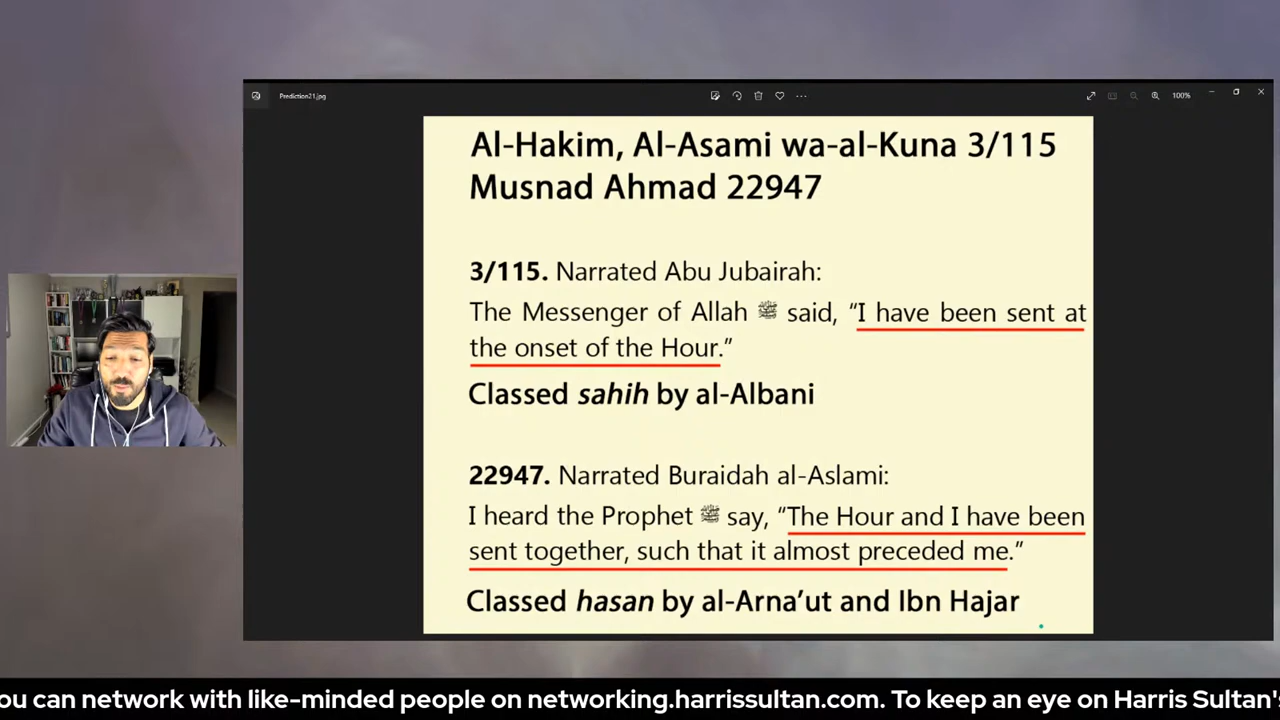 Prediction21.jpg
100%
Al-Hakim, Al-Asami wa-al-Kuna 3/115
Musnad Ahmad 22947
3/115. Narrated Abu Jubairah:
The Messenger of Allah ﷺ said, “I have been sent at
the onset of the Hour.”
Classed sahih by al-Albani
22947. Narrated Buraidah al-Aslami:
I heard the Prophet ﷺ say, “The Hour and I have been
sent together, such that it almost preceded me.”
Classed hasan by al-Arna’ut and Ibn Hajar
ou can network with like-minded people on networking.harrissultan.com. To keep an eye on Harris Sultan's